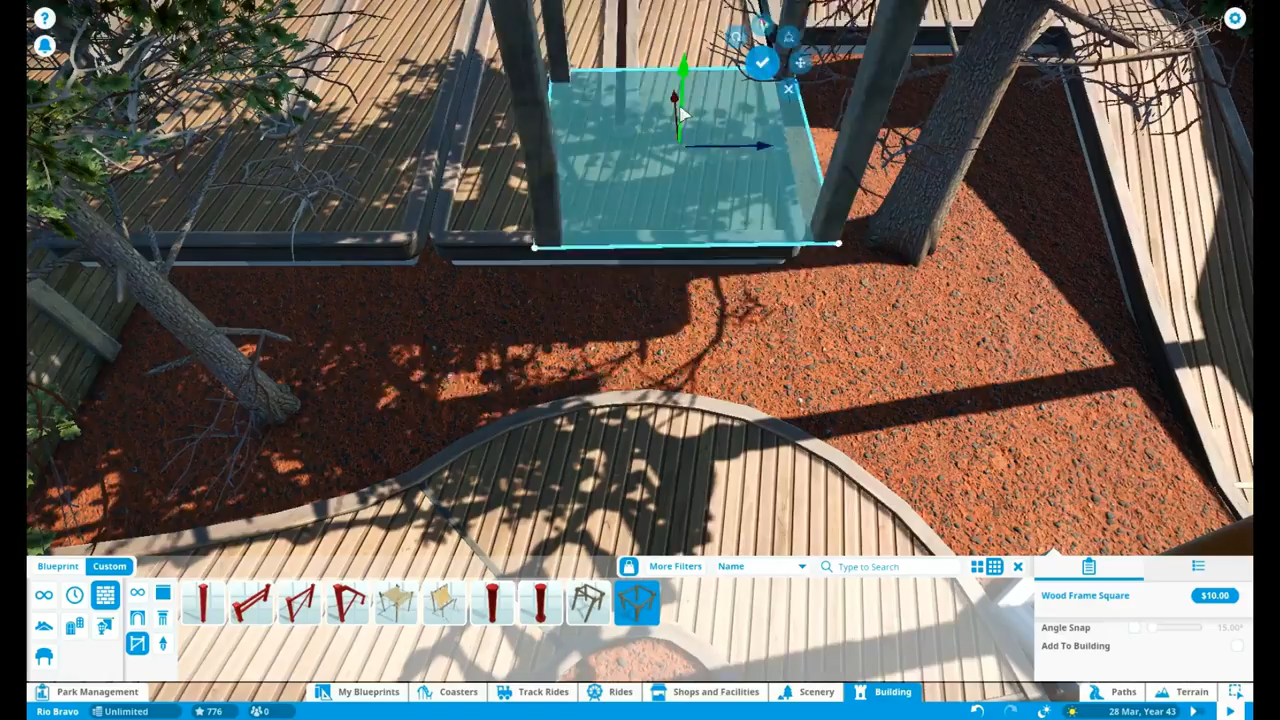 ?
Blueprint Custom More Filters Name Type to Search
Wood Frame Square $10.00
Angle Snap 15.00°
Add To Building
Park Management My Blueprints Coasters Track Rides Rides Shops and Facilities Scenery Building Paths Terrain
Rio Bravo Unlimited 776 0 28 Mar, Year 43